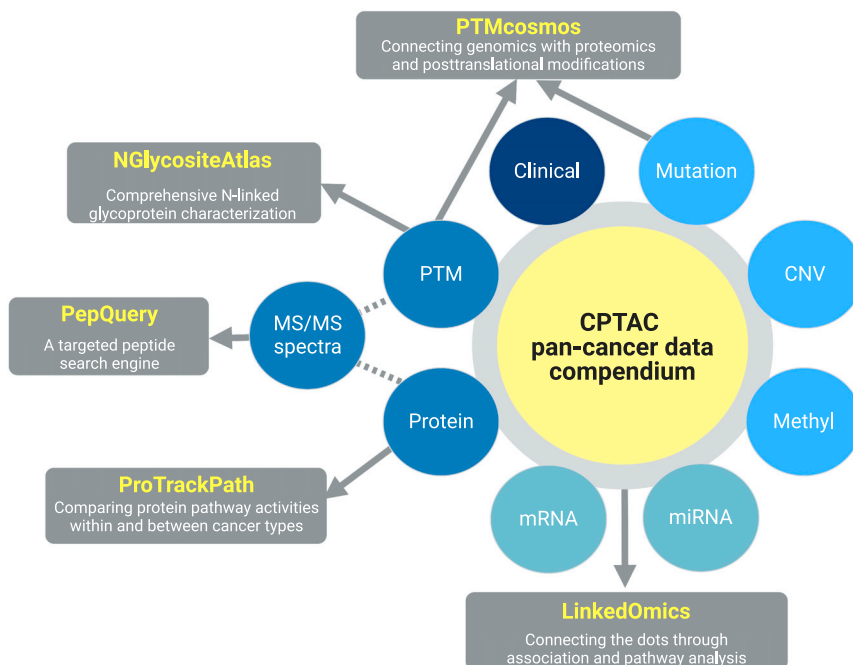 PTMcosmos
Connecting genomics with proteomics
and posttranslational modifications
NGlycositeAtlas
Comprehensive N-linked
glycoprotein characterization
Clinical
Mutation
PTM
CNV
PepQuery
A targeted peptide
search engine
MS/MS
spectra
CPTAC
pan-cancer data
compendium
Protein
Methyl
ProTrackPath
Comparing protein pathway activities
within and between cancer types
mRNA
miRNA
LinkedOmics
Connecting the dots through
association and pathway analysis